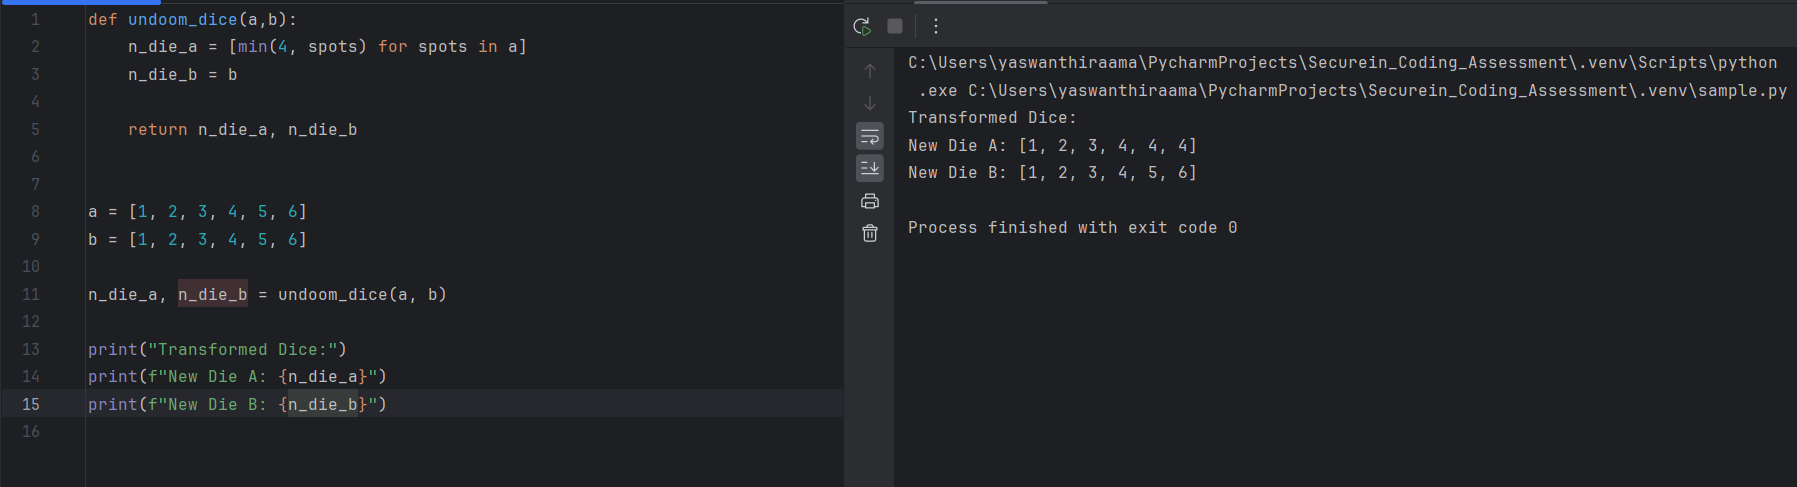 1 def undoom_dice(a,b):
2     n_die_a = [min(4, spots) for spots in a]
3     n_die_b = b
4
5     return n_die_a, n_die_b
6
7
8 a = [1, 2, 3, 4, 5, 6]
9 b = [1, 2, 3, 4, 5, 6]
10
11 n_die_a, n_die_b = undoom_dice(a, b)
12
13 print("Transformed Dice:")
14 print(f"New Die A: {n_die_a}")
15 print(f"New Die B: {n_die_b}")
16
C:\Users\yaswanthiraama\PycharmProjects\Securein_Coding_Assessment\.venv\Scripts\python
.exe C:\Users\yaswanthiraama\PycharmProjects\Securein_Coding_Assessment\.venv\sample.py
Transformed Dice:
New Die A: [1, 2, 3, 4, 4, 4]
New Die B: [1, 2, 3, 4, 5, 6]
Process finished with exit code 0